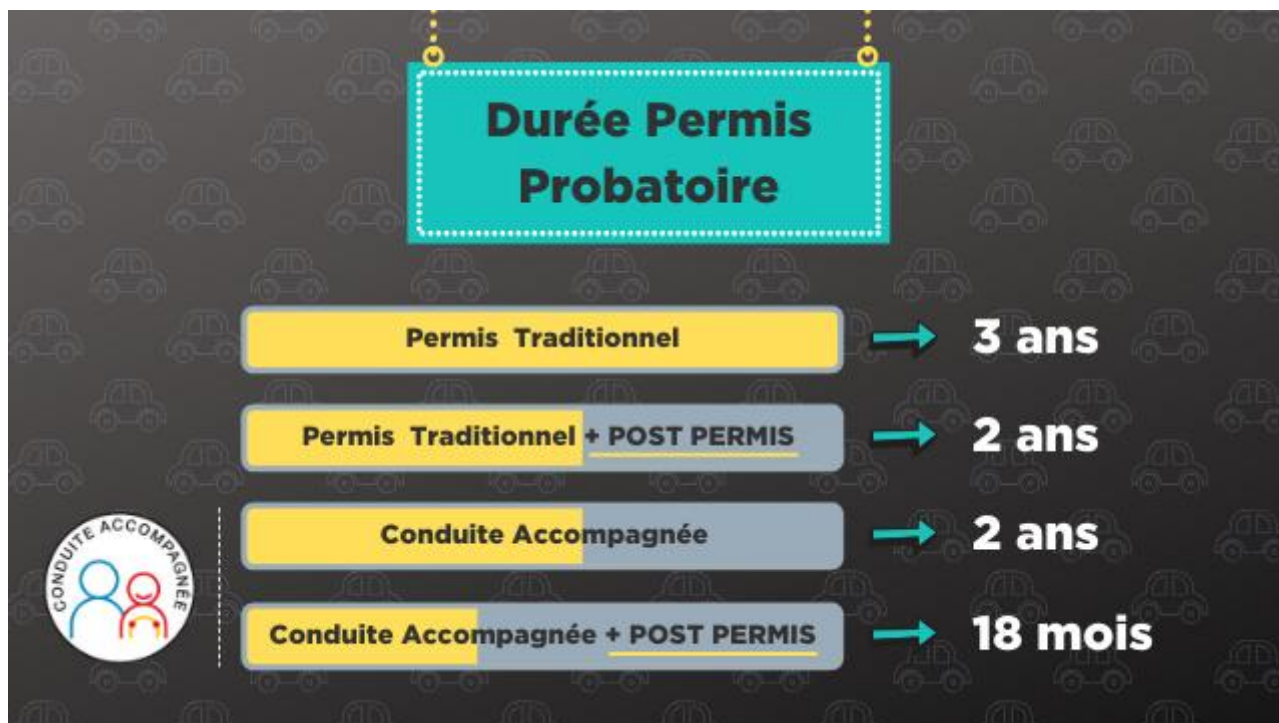 Durée Permis
Probatoire
Permis Traditionnel
3 ans
Permis Traditionnel + POST PERMIS
2 ans
CONDUITE ACCOMPAGNÉE
Conduite Accompagnée
2 ans
Conduite Accompagnée + POST PERMIS
18 mois